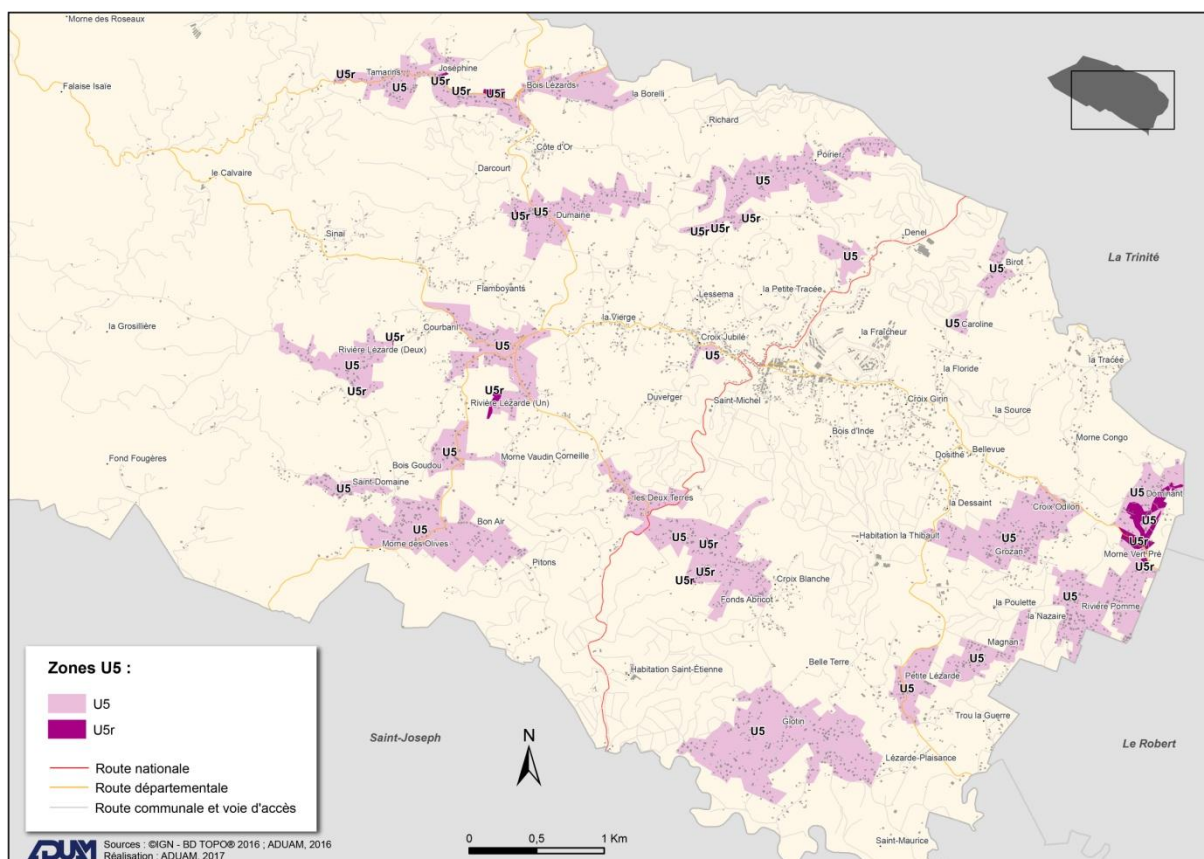 Morne des Roseaux
U5r
Tamarins
Joséphine
U5r
Falaise Isaïe
U5
U5r
U5r
Bois Lézards
la Borelli
Richard
Côte d'Or
Poirier
le Calvaire
Darcourt
U5
U5r
U5
Dumaine
U5r
U5r
U5r
Sinaï
Denel
U5
Birot
U5
La Trinité
Flamboyants
Lessema
la Petite Tracée
la Grosillière
Courbaril
la Vierge
U5
Caroline
U5r
Croix Jubilé
la Fraîcheur
Rivière Lézarde (Deux)
U5
U5
la Tracée
U5
la Floride
U5r
U5r
Rivière Lézarde (Un)
Duverger
Saint-Michel
Croix Girin
la Source
Bois d'Inde
Morne Congo
U5
Fond Fougères
Bois Goudou
Morne Vaudin
Corneille
Dosithé
Bellevue
U5
Saint-Domaine
les Deux Terres
la Dessaint
Croix Odilon
U5
Dominant
U5
Bon Air
U5
Morne des Olives
U5
U5r
Habitation la Thibault
U5
Grozan
U5r
Morne Vert Pré
Pitons
U5r
U5r
Croix Blanche
U5r
Fonds Abricot
U5
la Poulette
Rivière Pomme
la Nazaire
Magnan
U5
Belle Terre
Habitation Saint-Étienne
Petite Lézarde
U5
Trou la Guerre
Glotin
U5
Saint-Joseph
Le Robert
Lézarde-Plaisance
Saint-Maurice
Zones U5 :
U5
U5r
Route nationale
Route départementale
Route communale et voie d'accès
N
0 0,5 1 Km
ADUAM
Sources : ©IGN - BD TOPO® 2016 ; ADUAM, 2016
Réalisation : ADUAM, 2017